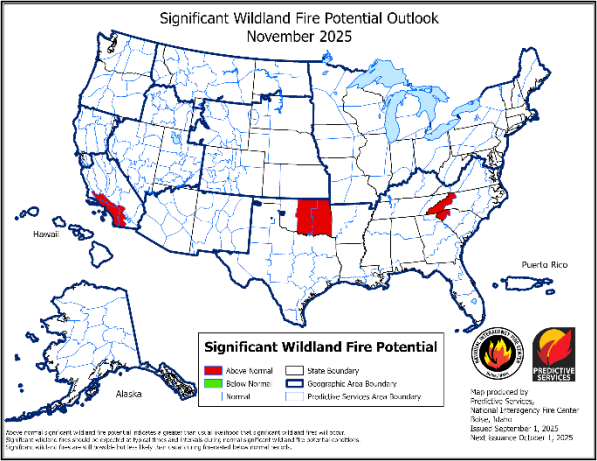 Significant Wildland Fire Potential Outlook
November 2025
Hawaii
Puerto Rico
Alaska
Significant Wildland Fire Potential
Above Normal
State Boundary
Below Normal
Geographic Area Boundary
Normal
Predictive Services Area Boundary
NATIONAL INTERAGENCY FIRE CENTER
PREDICTIVE
SERVICES
Map produced by
Predictive Services,
National Interagency Fire Center
Boise, Idaho
Issued September 1, 2025
Next issuance October 1, 2025
Above normal significant wildland fire potential indicates a greater than usual likelihood that significant wildland fires will occur.
Significant wildland fires should be expected at typical times and intervals during normal significant wildland fire potential conditions.
Significant wildland fires are still possible but less likely than usual during forecasted below normal periods.